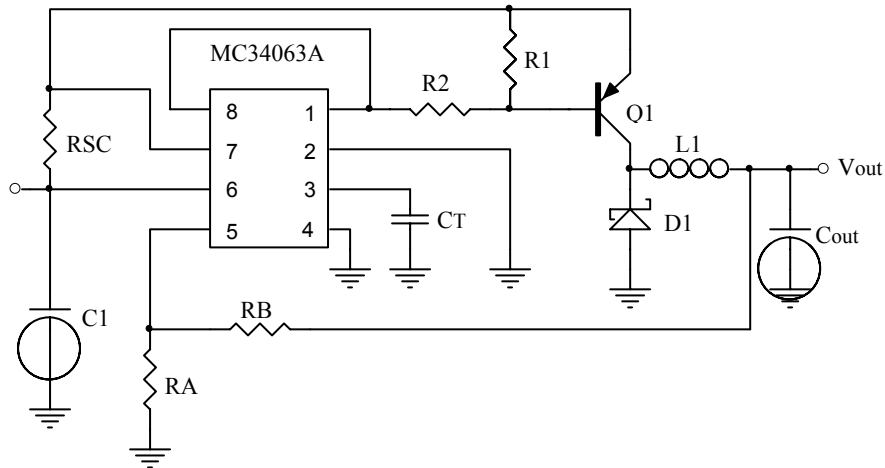 MC34063A
R1
R2
8
1
Q1
RSC
7
2
L1
6
3
Vout
CT
5
4
D1
Cout
C1
RB
RA